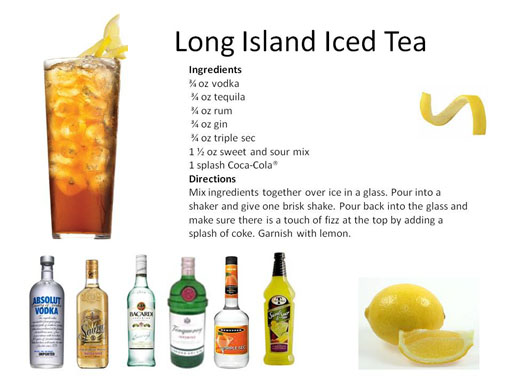 Long Island Iced Tea
Ingredients
¾ oz vodka
¾ oz tequila
¾ oz rum
¾ oz gin
¾ oz triple sec
1 ½ oz sweet and sour mix
1 splash Coca-Cola®
Directions
Mix ingredients together over ice in a glass. Pour into a
shaker and give one brisk shake. Pour back into the glass and
make sure there is a touch of fizz at the top by adding a
splash of coke. Garnish with lemon.
ABSOLUT
VODKA
IMPORTED
Sauza
BACARDI
Tanqueray
TRIPLE SEC